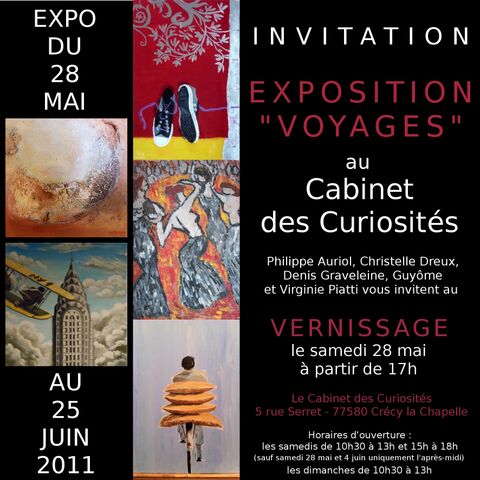 EXPO
DU
28
MAI
AU
25
JUIN
2011
INVITATION
EXPOSITION
"VOYAGES"
au
Cabinet
des Curiosités
Philippe Auriol, Christelle Dreux,
Denis Graveleine, Guyôme
et Virginie Piatti vous invitent au
VERNISSAGE
le samedi 28 mai
à partir de 17h
Le Cabinet des Curiosités
5 rue Serret - 77580 Crécy la Chapelle
Horaires d'ouverture :
les samedis de 10h30 à 13h et 15h à 18h
(sauf samedi 28 mai et 4 juin uniquement l'après-midi)
les dimanches de 10h30 à 13h